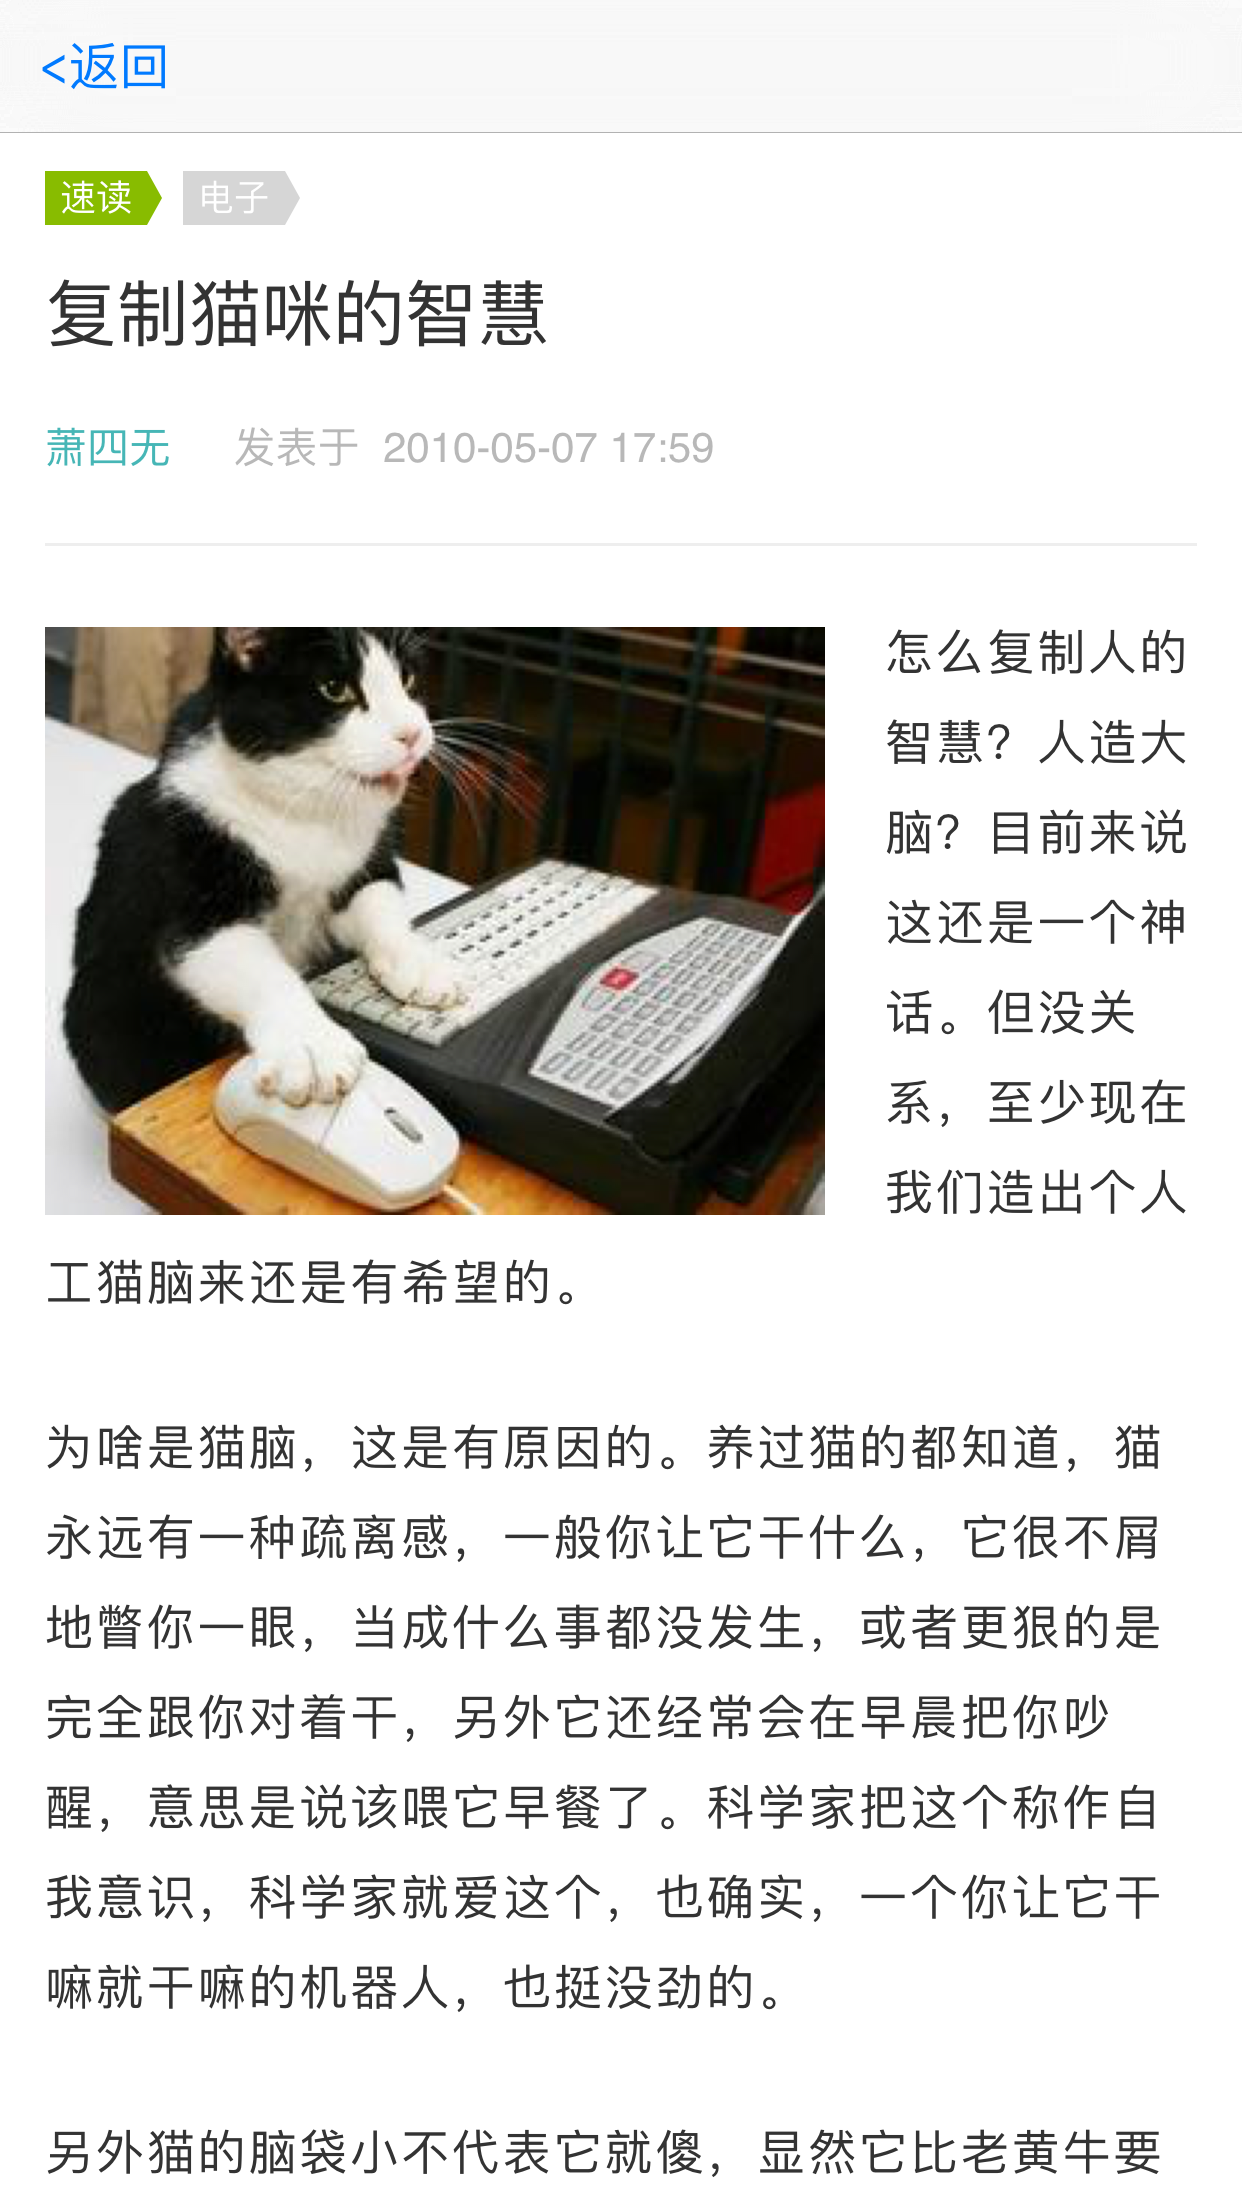 <返回
速读
电子
复制猫咪的智慧
萧四无 发表于 2010-05-07 17:59
怎么复制人的
智慧？人造大
脑？目前来说
这还是一个神
话。但没关
系，至少现在
我们造出个人
工猫脑来还是有希望的。
为啥是猫脑，这是有原因的。养过猫的都知道，猫
永远有一种疏离感，一般你让它干什么，它很不屑
地瞥你一眼，当成什么事都没发生，或者更狠的是
完全跟你对着干，另外它还经常会在早晨把你吵
醒，意思是说该喂它早餐了。科学家把这个称作自
我意识，科学家就爱这个，也确实，一个你让它干
嘛就干嘛的机器人，也挺没劲的。
另外猫的脑袋小不代表它就傻，显然它比老黄牛要